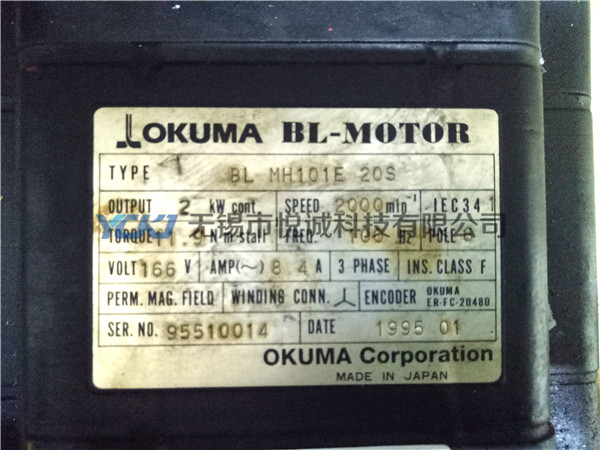 OKUMA BL-MOTOR
TYPE BL MH101E 20S
OUTPUT 2 kW cont. SPEED 2000 min⁻¹ IEC34 1
YCKJ 无锡市悦诚科技有限公司
TORQUE N·m stall FREQ. Hz POLE
VOLT 166 V AMP(~) 8.4 A 3 PHASE INS. CLASS F
PERM. MAG. FIELD WINDING CONN. ENCODER OKUMA ER-FC-2048D
SER. NO. 95510014 DATE 1995 01
OKUMA Corporation
MADE IN JAPAN